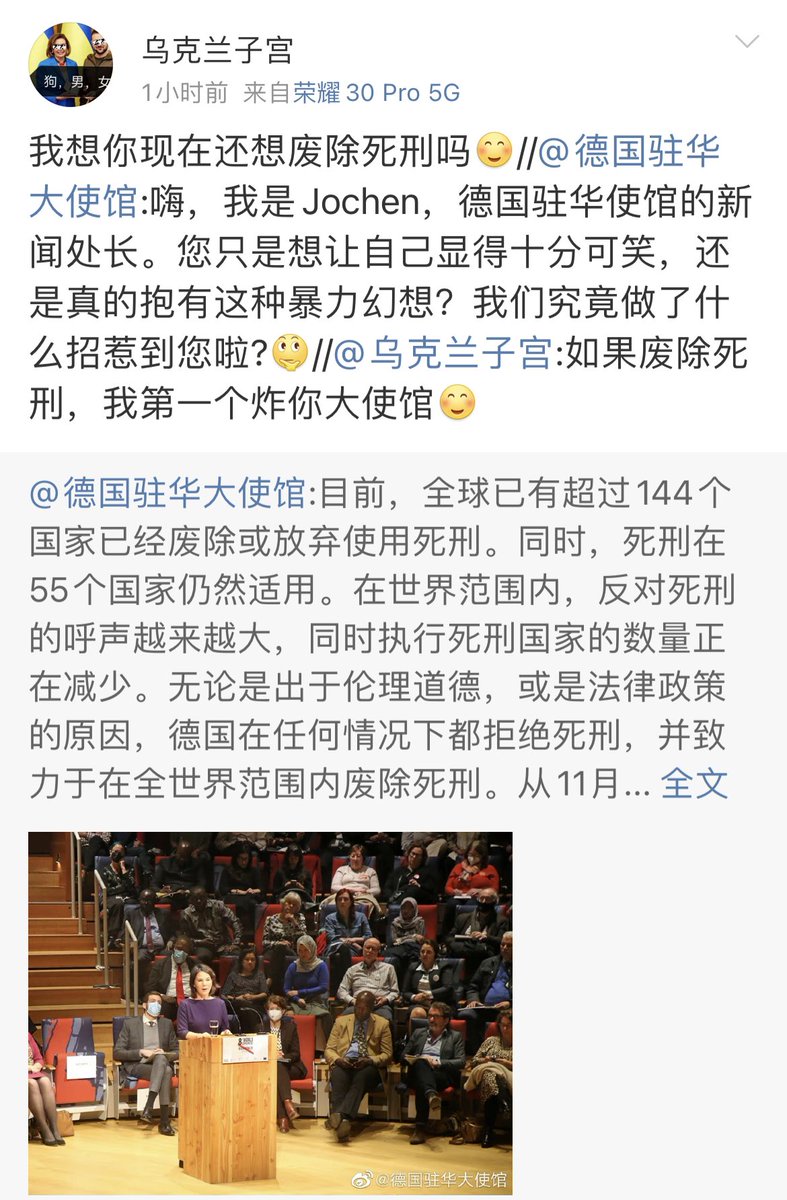 乌克兰子宫
狗，男，女
1小时前 来自荣耀30 Pro 5G
我想你现在还想废除死刑吗😊//@德国驻华
大使馆:嗨，我是Jochen，德国驻华使馆的新
闻处长。您只是想让自己显得十分可笑，还
是真的抱有这种暴力幻想？我们究竟做了什
么招惹到您啦?🤔//@乌克兰子宫:如果废除死
刑，我第一个炸你大使馆😊
@德国驻华大使馆:目前，全球已有超过144个
国家已经废除或放弃使用死刑。同时，死刑在
55个国家仍然适用。在世界范围内，反对死刑
的呼声越来越大，同时执行死刑国家的数量正
在减少。无论是出于伦理道德，或是法律政策
的原因，德国在任何情况下都拒绝死刑，并致
力于在全世界范围内废除死刑。从11月... 全文
@德国驻华大使馆